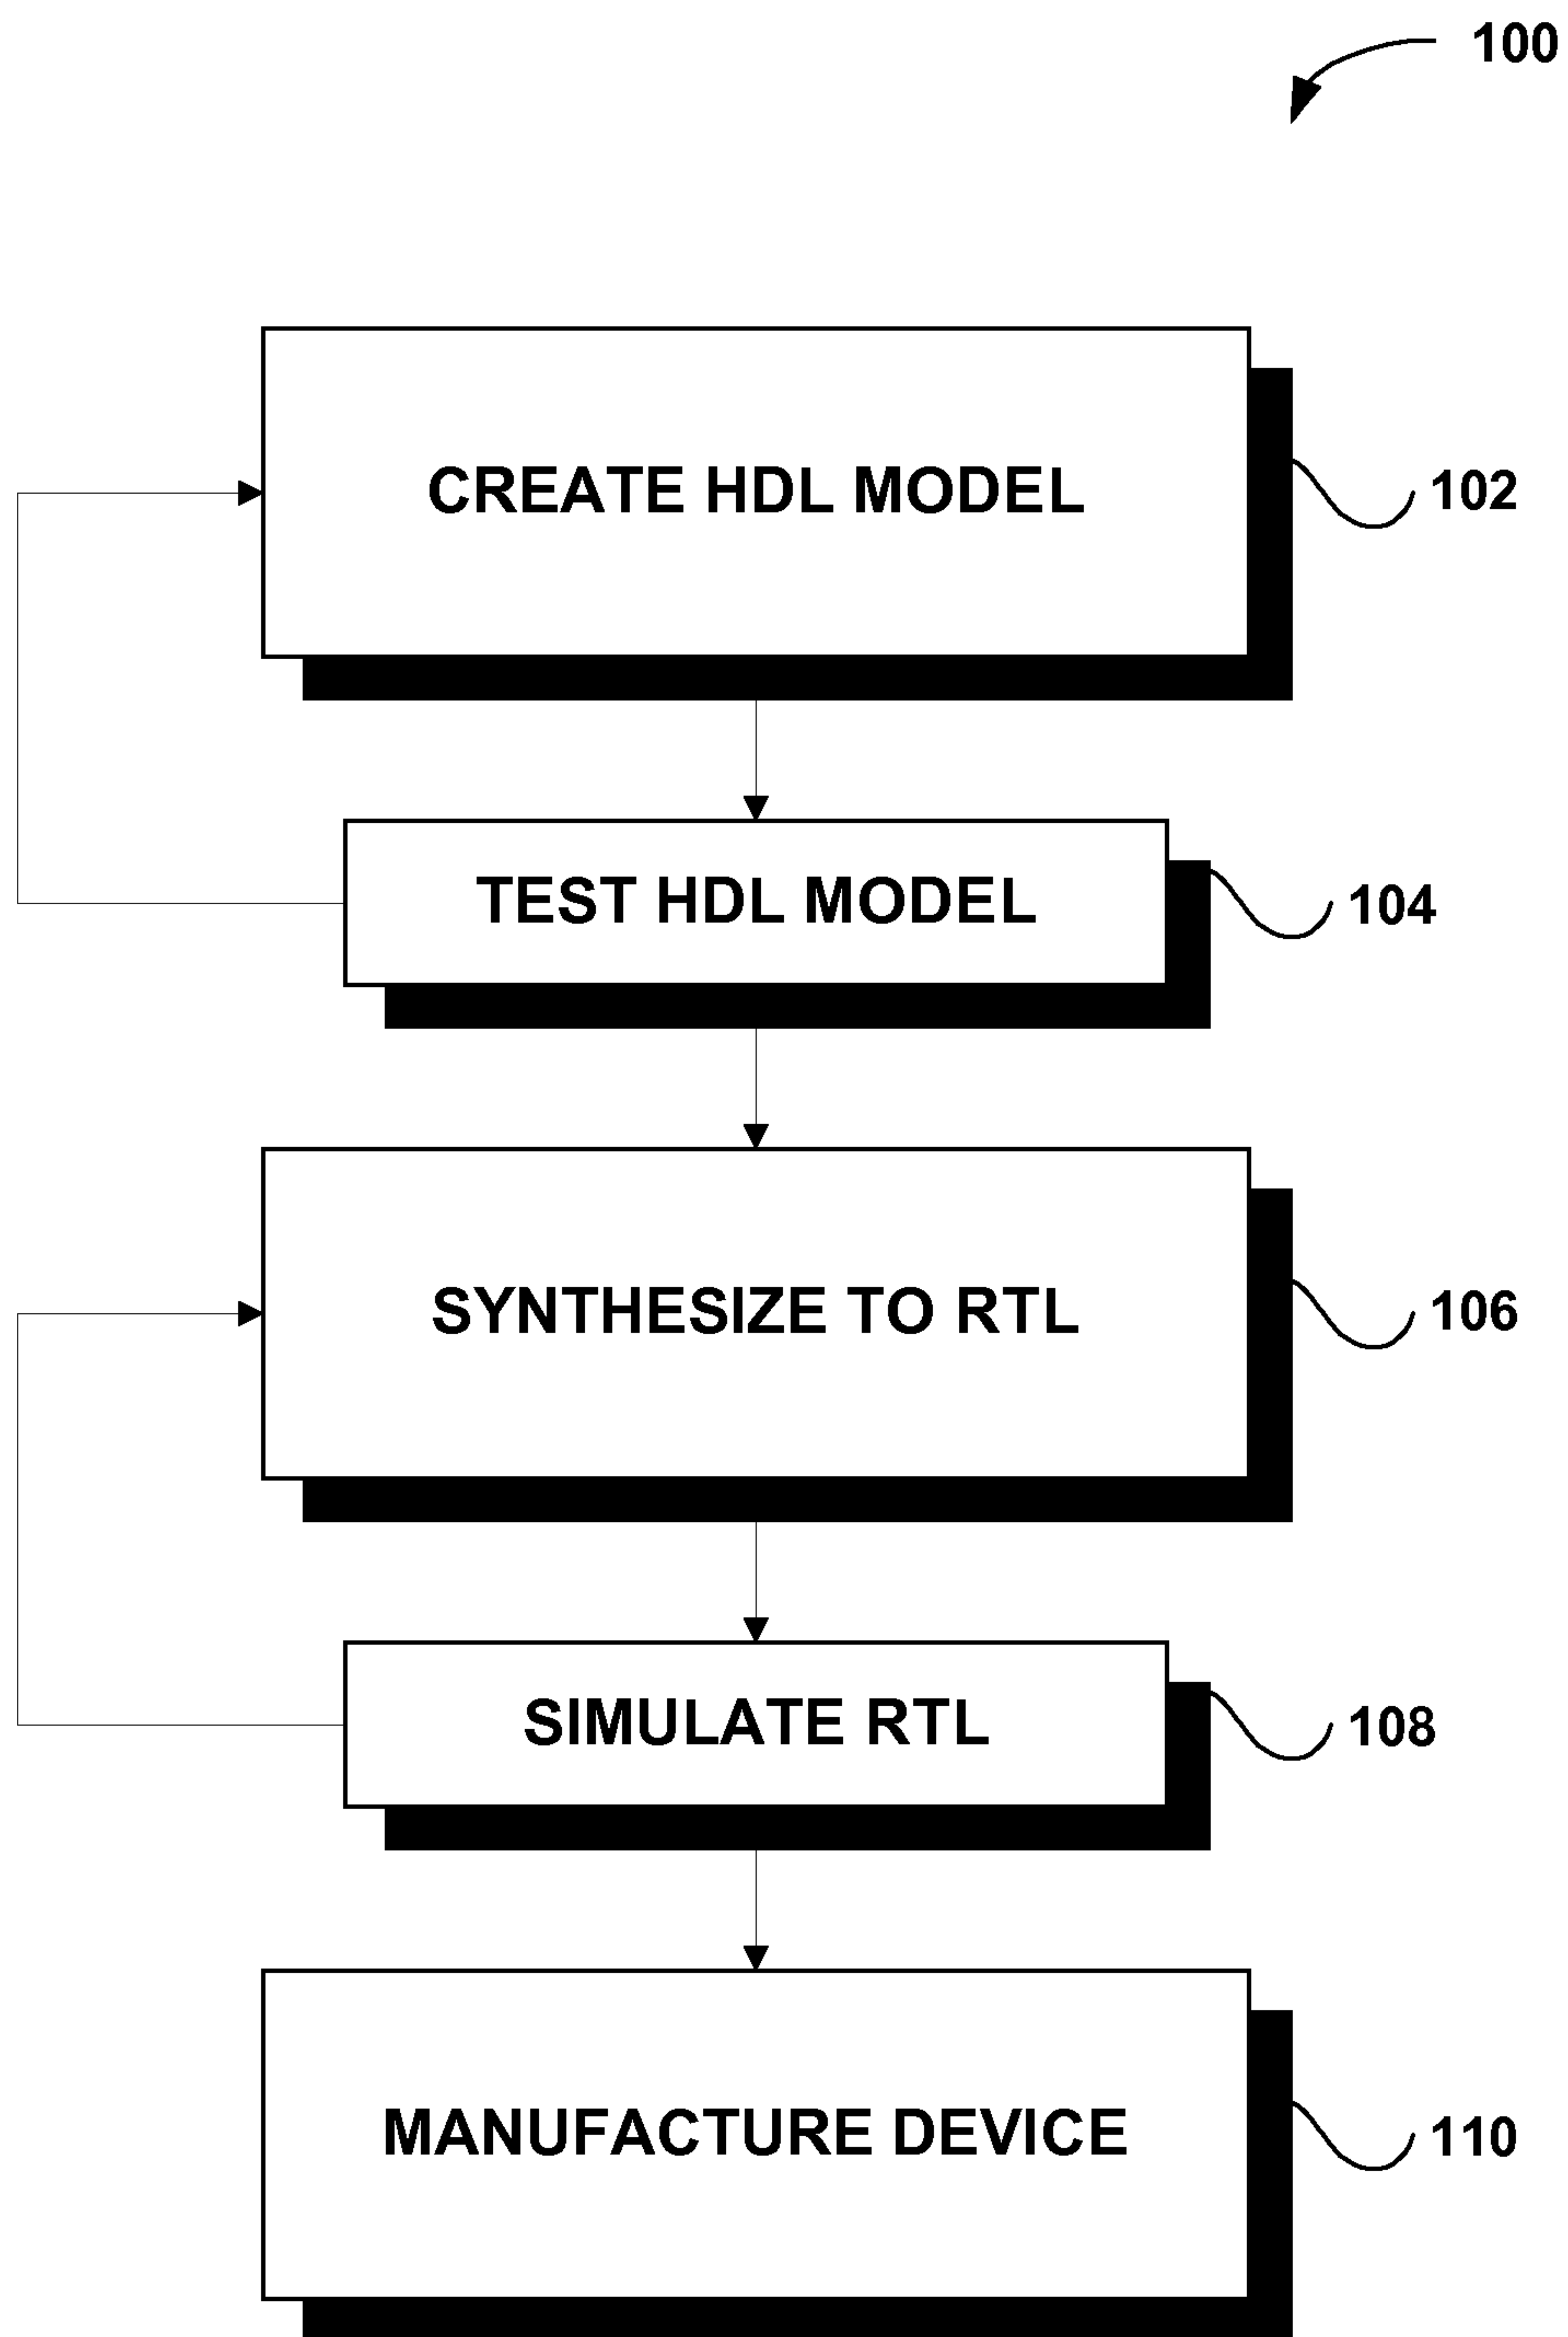 100
CREATE HDL MODEL
102
TEST HDL MODEL
104
SYNTHESIZE TO RTL
106
SIMULATE RTL
108
MANUFACTURE DEVICE
110